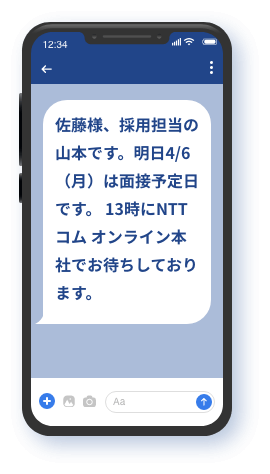 12:34
佐藤様、採用担当の
山本です。明日4/6
（月）は面接予定日
です。 13時にNTT
コム オンライン本
社でお待ちしており
ます。
Aa